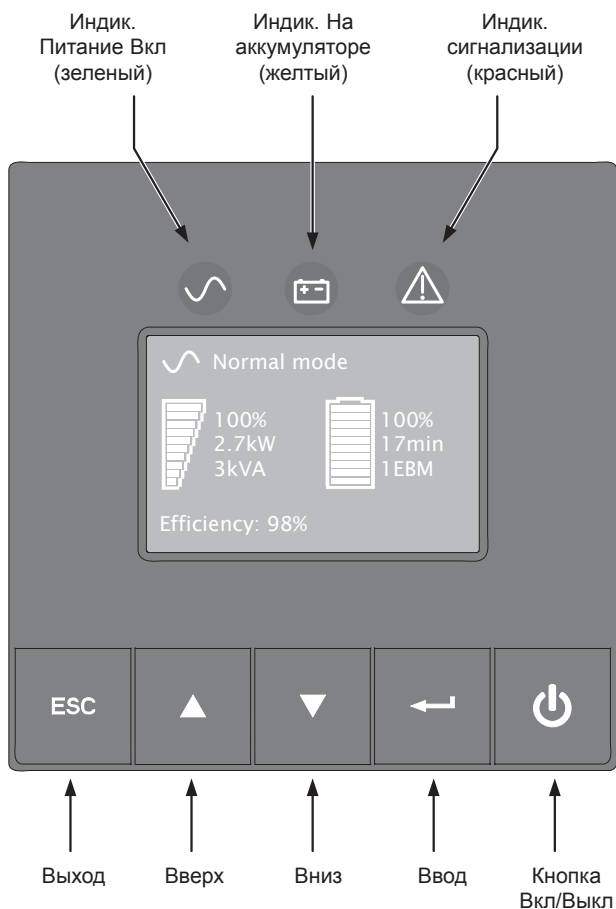 Индик.
Питание Вкл
(зеленый)
Индик. На
аккумуляторе
(желтый)
Индик.
сигнализации
(красный)
Normal mode
100%
2.7kW
3kVA
100%
17min
1EBM
Efficiency: 98%
ESC
Выход
Вверх
Вниз
Ввод
Кнопка
Вкл/Выкл